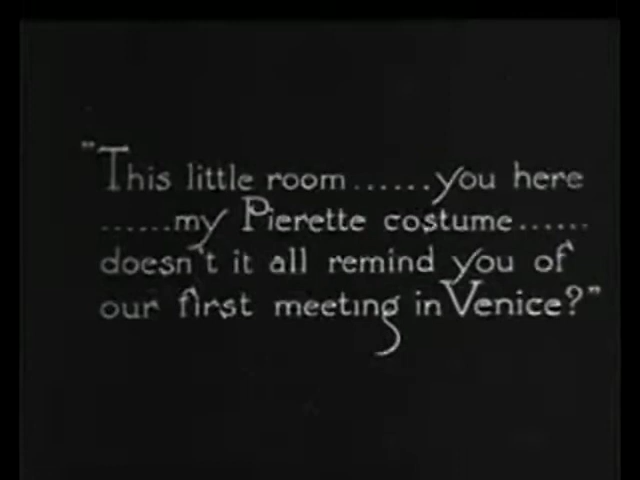 "This little room......you here
......my Pierette costume......
doesn't it all remind you of
our first meeting in Venice?"